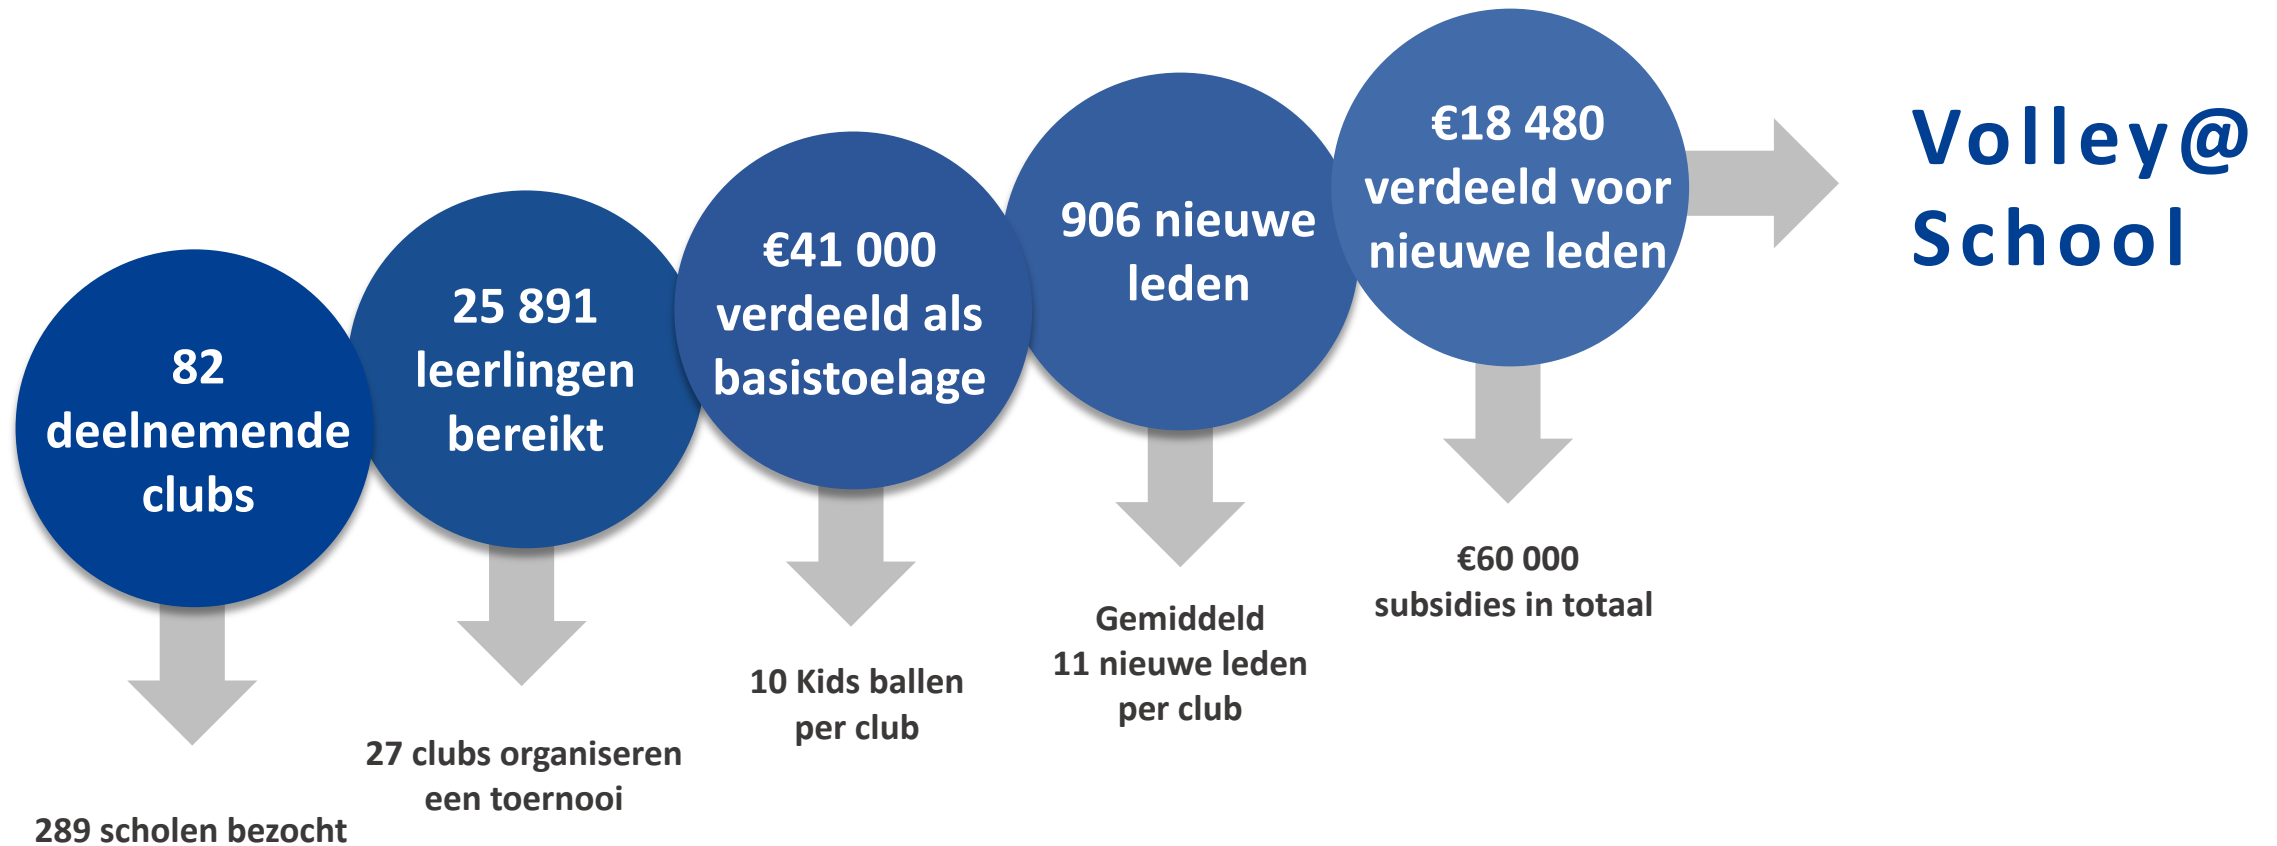 82
deelnemende
clubs
289 scholen bezocht
25 891
leerlingen
bereikt
27 clubs organiseren
een toernooi
€41 000
verdeeld als
basistoelage
10 Kids ballen
per club
906 nieuwe
leden
Gemiddeld
11 nieuwe leden
per club
€18 480
verdeeld voor
nieuwe leden
€60 000
subsidies in totaal
Volley@
School